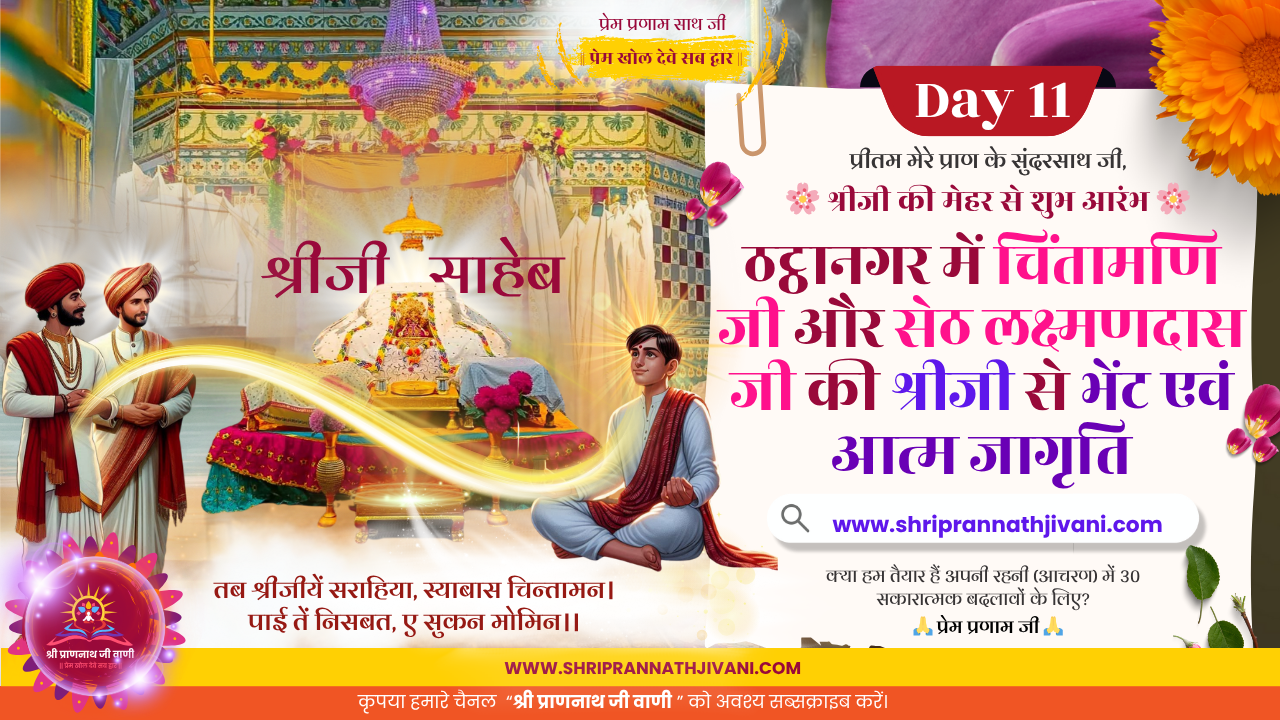 प्रेम प्रणाम साथ जी
॥ प्रेम खोल देवे सब द्वार ॥
Day 11
प्रीतम मेरे प्राण के सुंदरसाथ जी,
🌸 श्रीजी की मेहर से शुभ आरंभ 🌸
ठट्ठानगर में चिंतामणि
जी और सेठ लक्ष्मणदास
जी की श्रीजी से भेंट एवं
आत्म जागृति
श्रीजी साहेब
www.shriprannathjivani.com
क्या हम तैयार हैं अपनी रहनी (आचरण) में 30
सकारात्मक बदलावों के लिए?
🙏 प्रेम प्रणाम जी 🙏
तब श्रीजीयें सराहिया, स्याबास चिन्तामन।
पाई तें निसबत, ए सुकन मोमिन।।
श्री प्राणनाथ जी वाणी
॥ प्रेम खोल देवे सब द्वार ॥
WWW.SHRIPRANNATHJIVANI.COM
कृपया हमारे चैनल “श्री प्राणनाथ जी वाणी ” को अवश्य सब्सक्राइब करें।